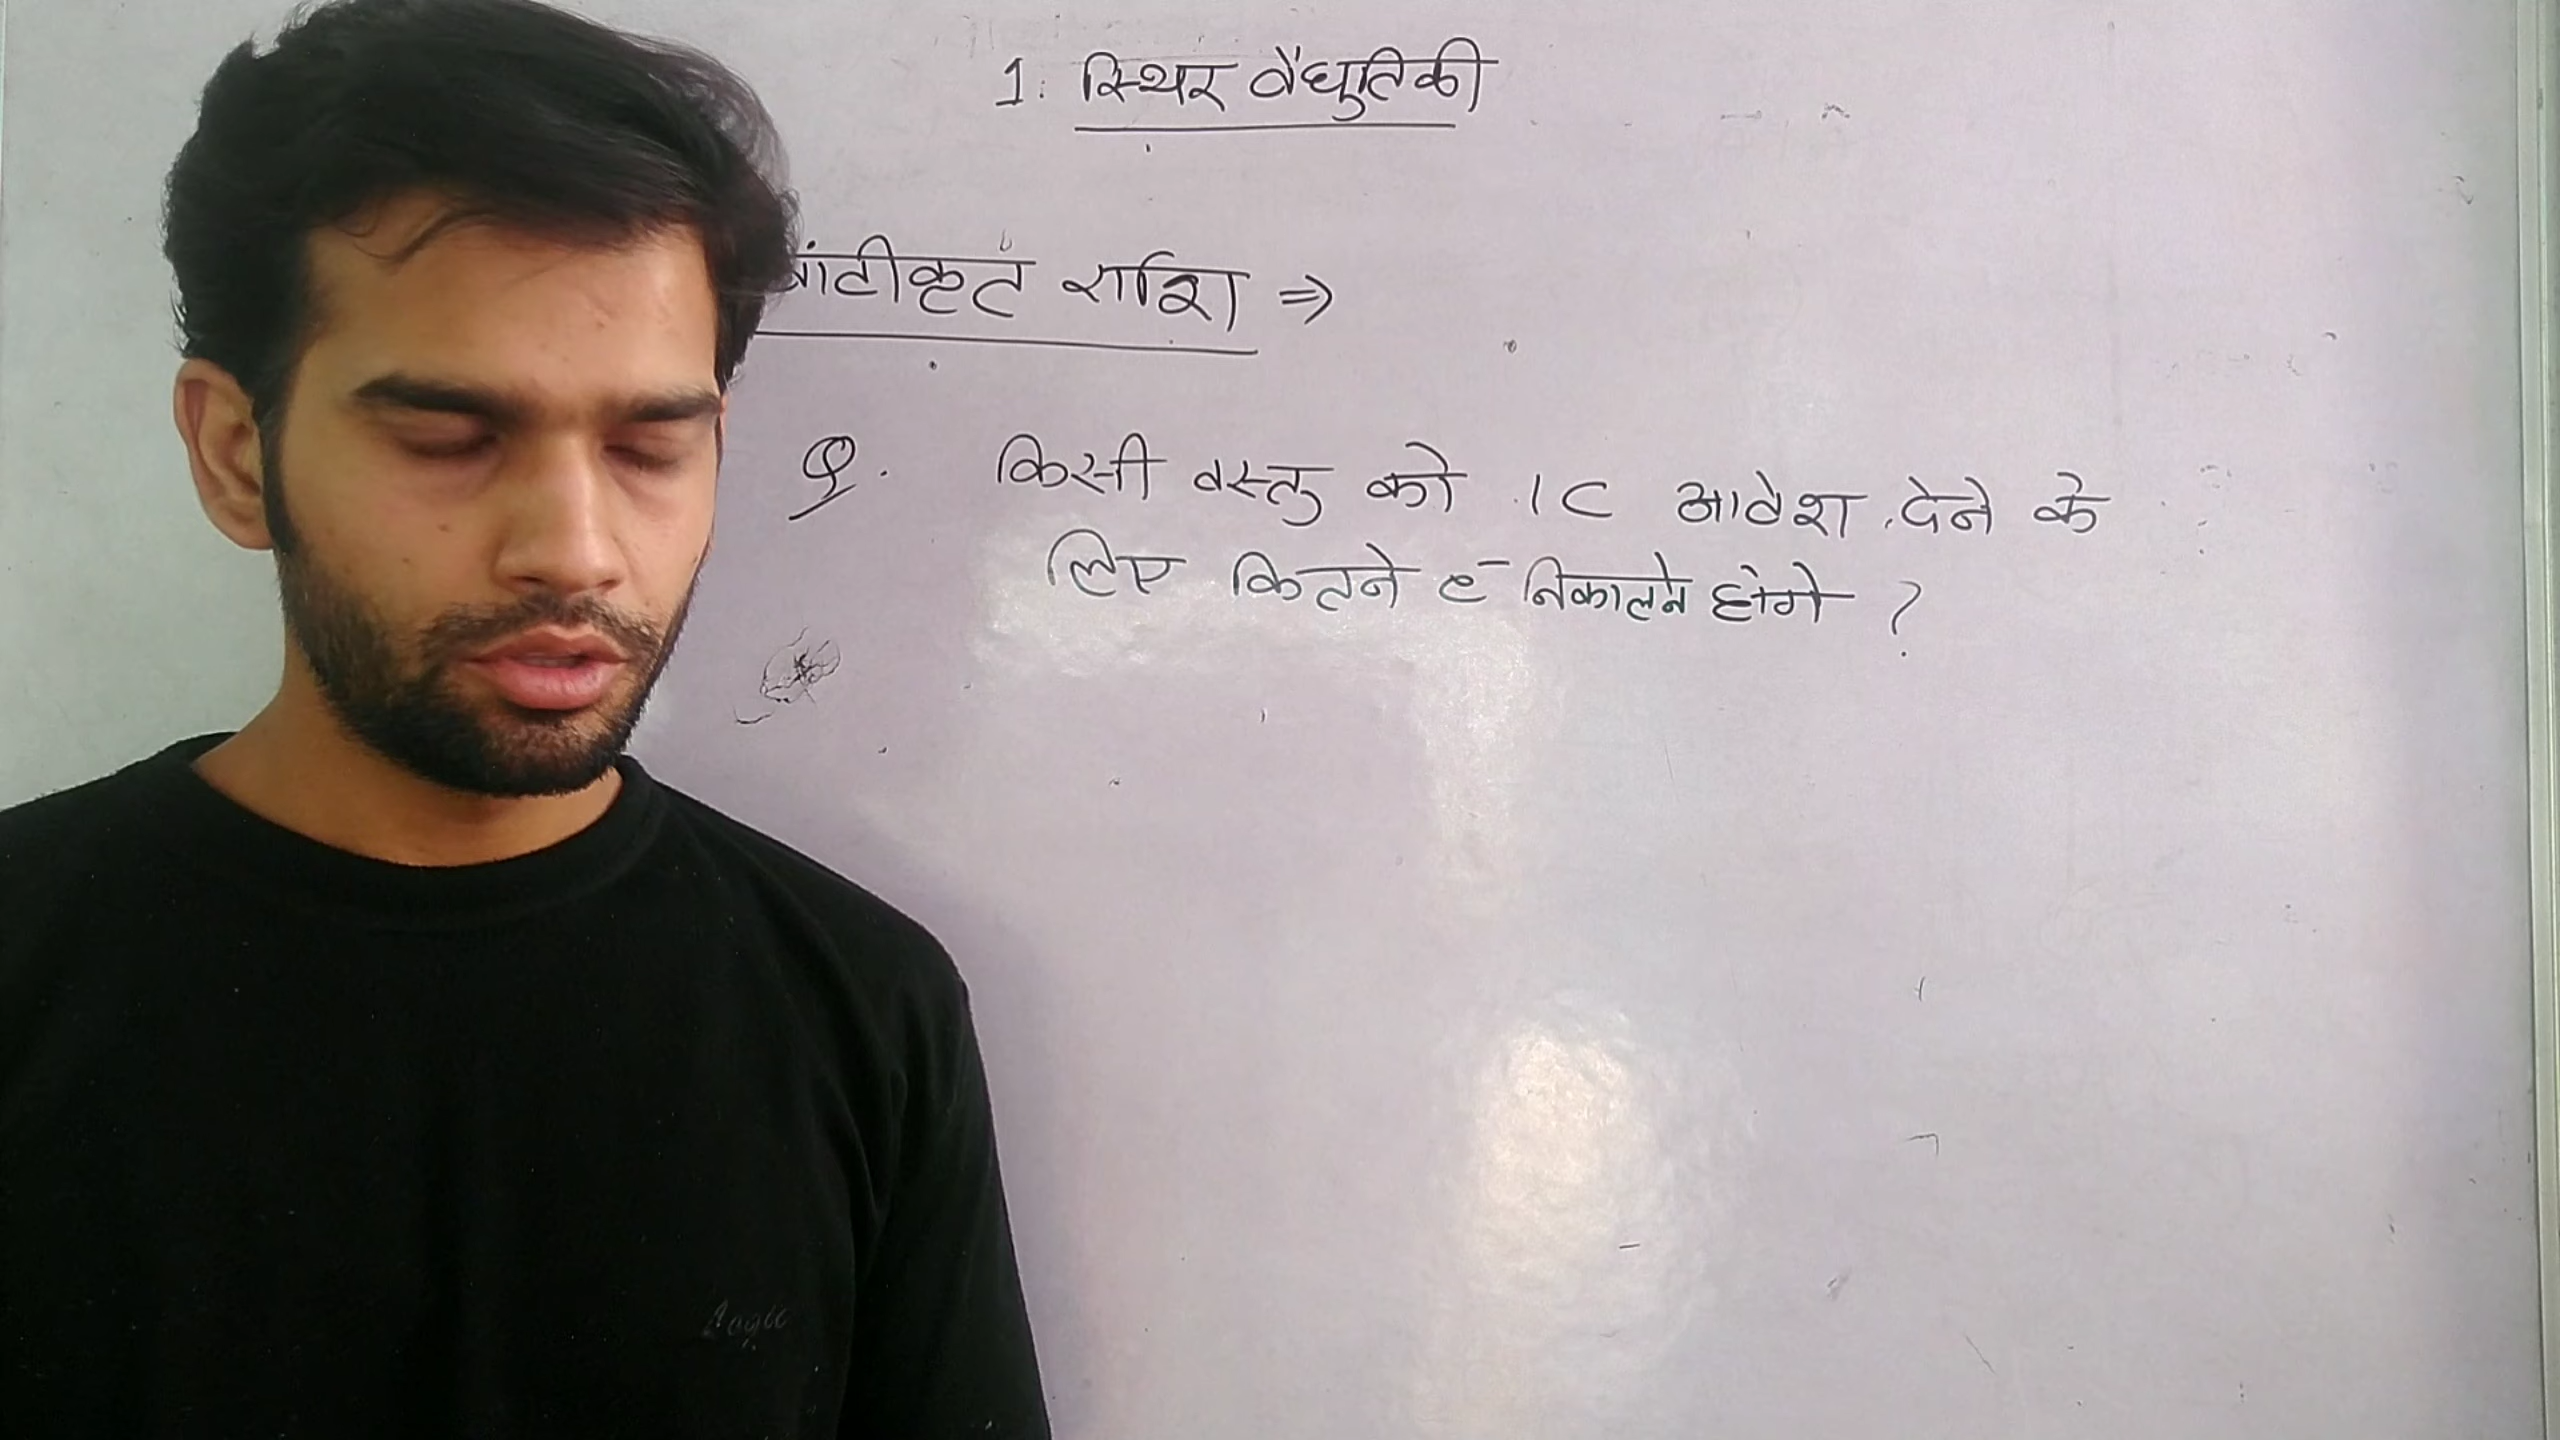 1. स्थिर वैद्युतिकी
वांटीकृत राशि ⇒
Q. किसी वस्तु को 1C आवेश देने के
लिए कितने e⁻ निकालने होगे ?